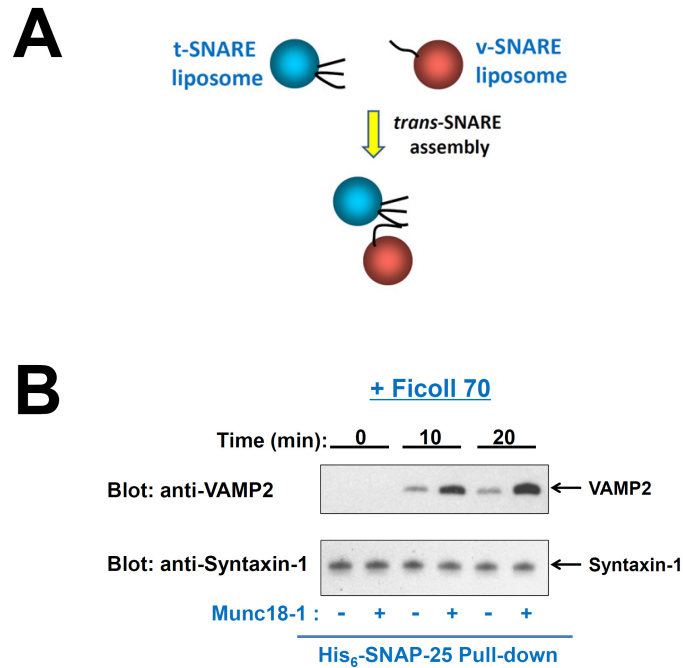 A
t-SNARE
liposome
v-SNARE
liposome
trans-SNARE
assembly
B
+ Ficoll 70
Time (min): 0 10 20
Blot: anti-VAMP2
VAMP2
Blot: anti-Syntaxin-1
Syntaxin-1
Munc18-1 : - + - + - +
His₆-SNAP-25 Pull-down